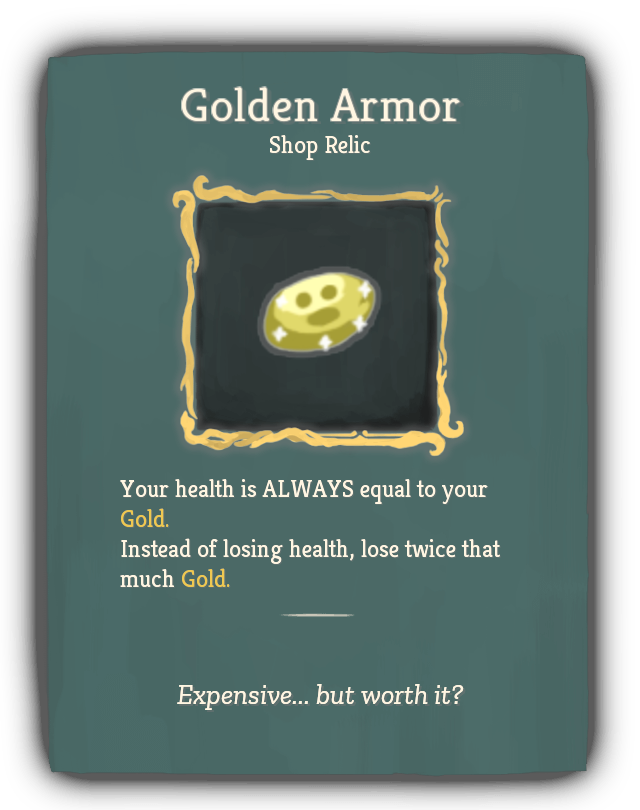 Golden Armor
Shop Relic
Your health is ALWAYS equal to your
Gold.
Instead of losing health, lose twice that
much Gold.
Expensive... but worth it?